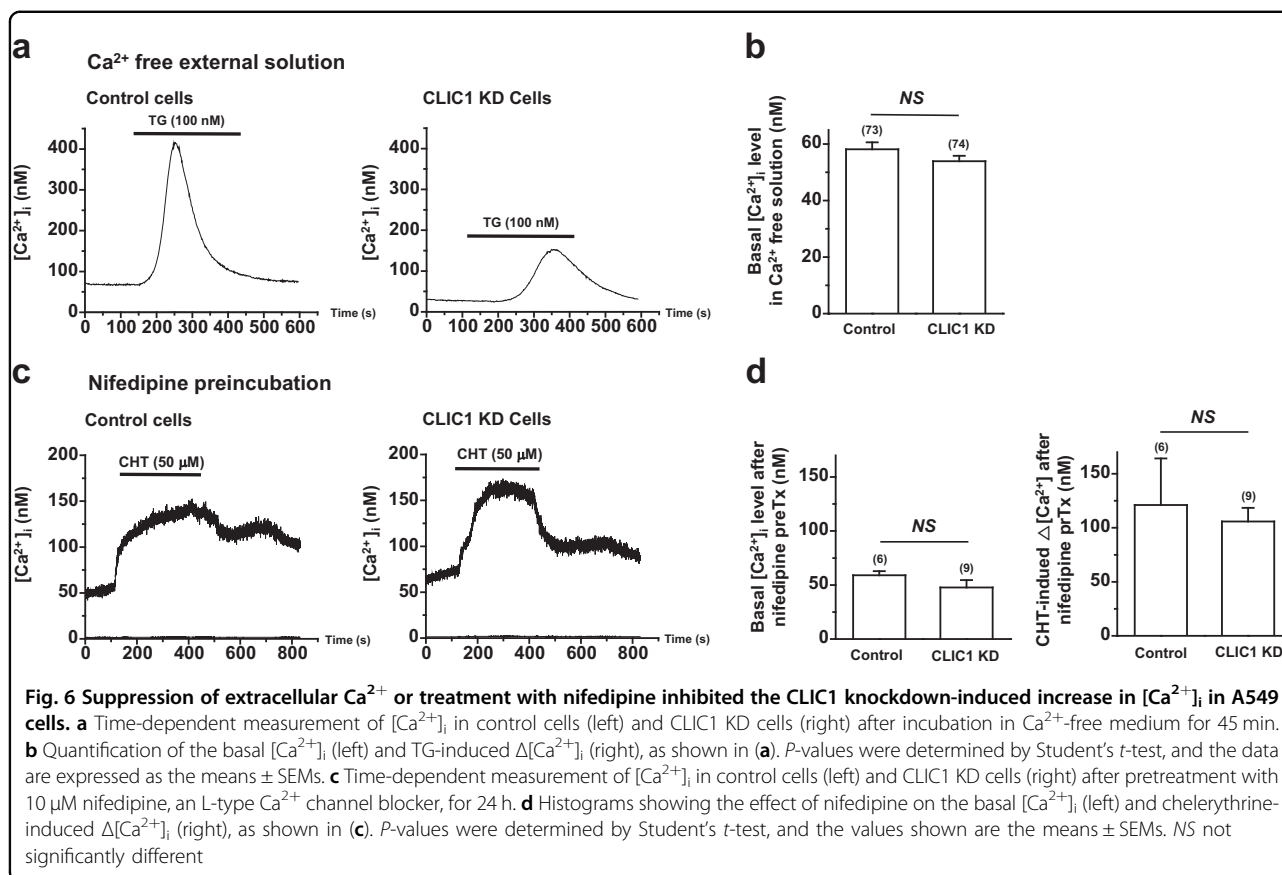 a
Ca²⁺ free external solution
Control cells
TG (100 nM)
[Ca²⁺]ᵢ (nM)
400
300
200
100
0
0 100 200 300 400 500 600
Time (s)
CLIC1 KD Cells
TG (100 nM)
[Ca²⁺]ᵢ (nM)
400
300
200
100
0
0 100 200 300 400 500 600
Time (s)
b
NS
(73)
(74)
Basal [Ca²⁺]ᵢ level
in Ca²⁺ free solution (nM)
60
40
20
0
Control
CLIC1 KD
c
Nifedipine preincubation
Control cells
CHT (50 μM)
[Ca²⁺]ᵢ (nM)
200
150
100
50
0
0 200 400 600 800
Time (s)
CLIC1 KD Cells
CHT (50 μM)
200
150
100
50
0
0 200 400 600 800
Time (s)
d
NS
(6)
(9)
Basal [Ca²⁺]ᵢ level after
nifedipine preTx (nM)
150
100
50
0
Control
CLIC1 KD
NS
(6)
(9)
CHT-indued △[Ca²⁺] after
nifedipine prTx (nM)
150
100
50
0
Control
CLIC1 KD
Fig. 6 Suppression of extracellular Ca²⁺ or treatment with nifedipine inhibited the CLIC1 knockdown-induced increase in [Ca²⁺]ᵢ in A549
cells. a Time-dependent measurement of [Ca²⁺]ᵢ in control cells (left) and CLIC1 KD cells (right) after incubation in Ca²⁺-free medium for 45 min.
b Quantification of the basal [Ca²⁺]ᵢ (left) and TG-induced Δ[Ca²⁺]ᵢ (right), as shown in (a). P-values were determined by Student's t-test, and the data
are expressed as the means ± SEMs. c Time-dependent measurement of [Ca²⁺]ᵢ in control cells (left) and CLIC1 KD cells (right) after pretreatment with
10 μM nifedipine, an L-type Ca²⁺ channel blocker, for 24 h. d Histograms showing the effect of nifedipine on the basal [Ca²⁺]ᵢ (left) and chelerythrine-
induced Δ[Ca²⁺]ᵢ (right), as shown in (c). P-values were determined by Student's t-test, and the values shown are the means ± SEMs. NS not
significantly different